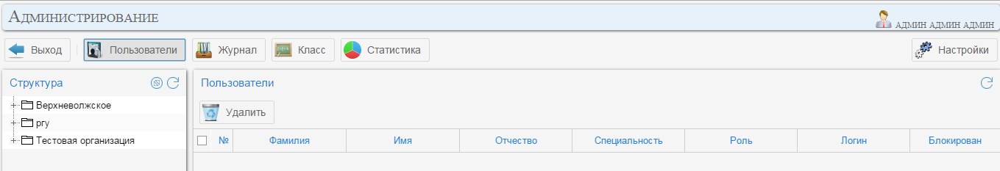 Администрирование
админ админ админ
Выход Пользователи Журнал Класс Статистика Настройки
Структура
Верхневолжское
ргу
Тестовая организация
Пользователи
Удалить
№ Фамилия Имя Отчество Специальность Роль Логин Блокирован